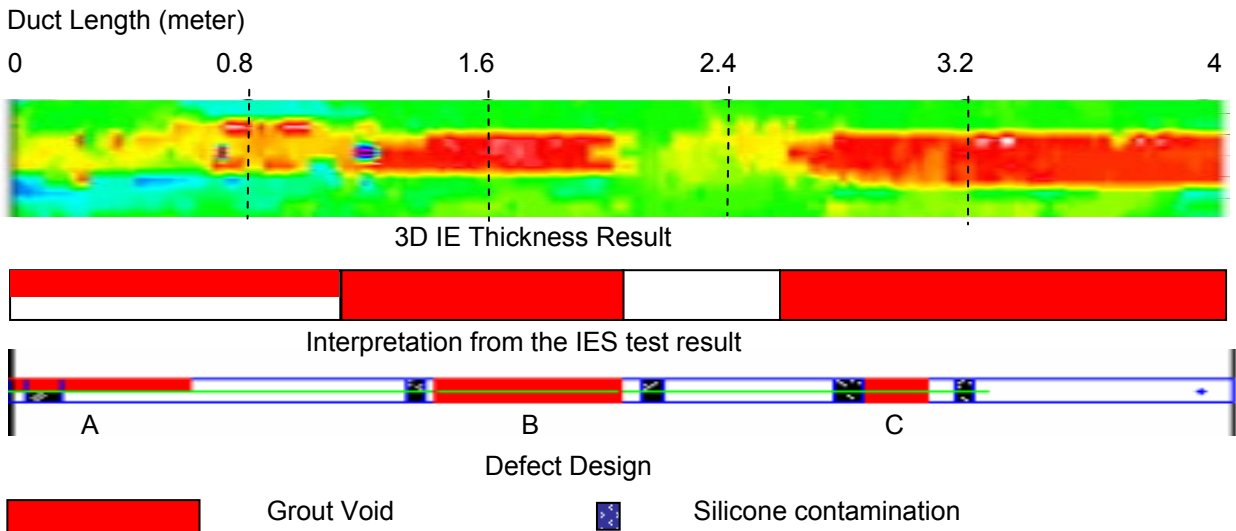 Duct Length (meter)
0 0.8 1.6 2.4 3.2 4
3D IE Thickness Result
Interpretation from the IES test result
A B C
Defect Design
Grout Void Silicone contamination